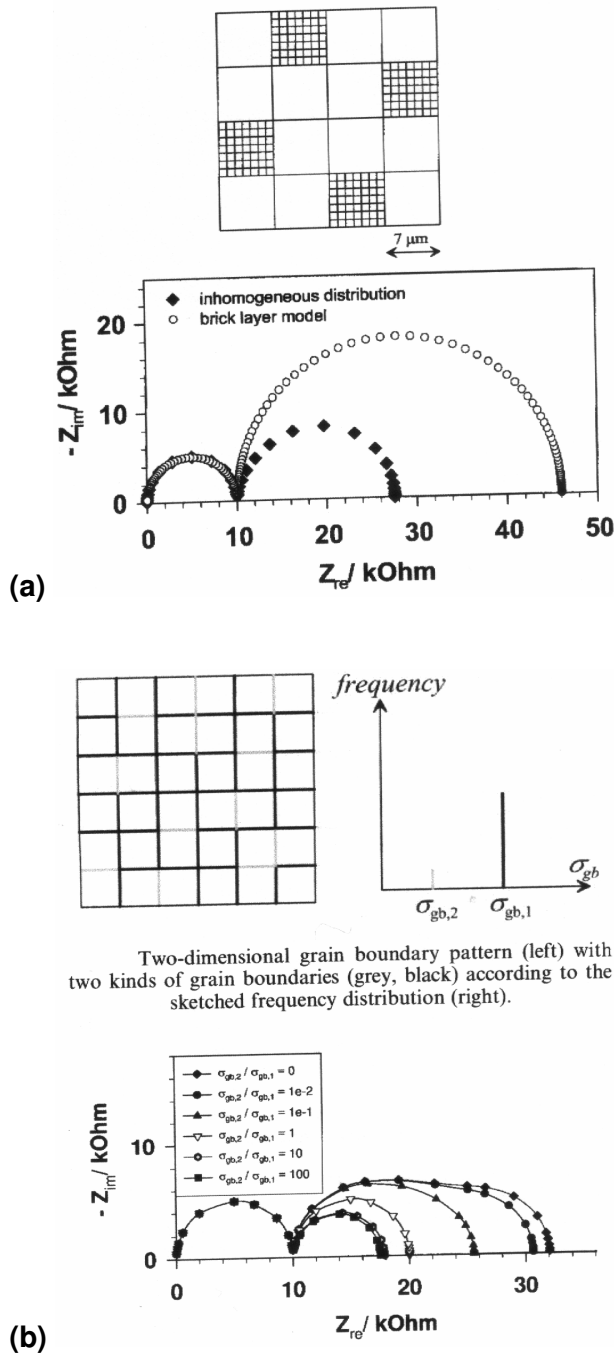 7 μm
◆ inhomogeneous distribution
○ brick layer model
- Z_im/ kOhm
20
10
0
0 10 20 30 40 50
Z_re/ kOhm
(a)
frequency
σ_gb
σ_gb,2 σ_gb,1
Two-dimensional grain boundary pattern (left) with
two kinds of grain boundaries (grey, black) according to the
sketched frequency distribution (right).
σ_gb,2 / σ_gb,1 = 0
σ_gb,2 / σ_gb,1 = 1e-2
σ_gb,2 / σ_gb,1 = 1e-1
σ_gb,2 / σ_gb,1 = 1
σ_gb,2 / σ_gb,1 = 10
σ_gb,2 / σ_gb,1 = 100
- Z_im/ kOhm
10
0
0 10 20 30
Z_re/ kOhm
(b)